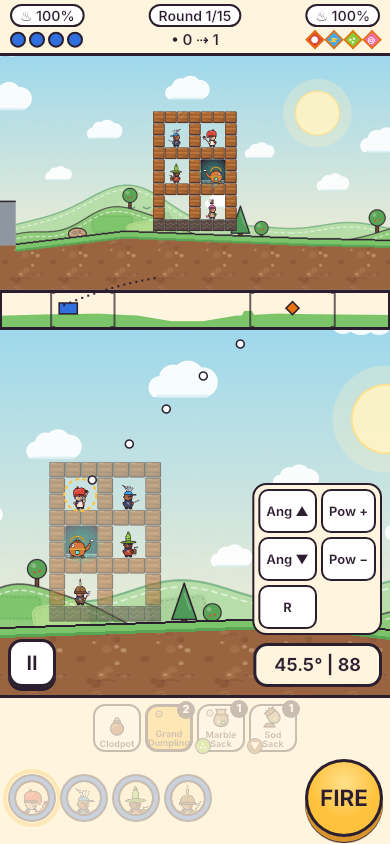 ♨ 100%
Round 1/15
♨ 100%
• 0 ⇢ 1
Ang ▲
Pow +
Ang ▼
Pow −
R
45.5° | 88
2
1
1
Clodpot
Grand
Dumpling
Marble
Sack
Sod
Sack
FIRE